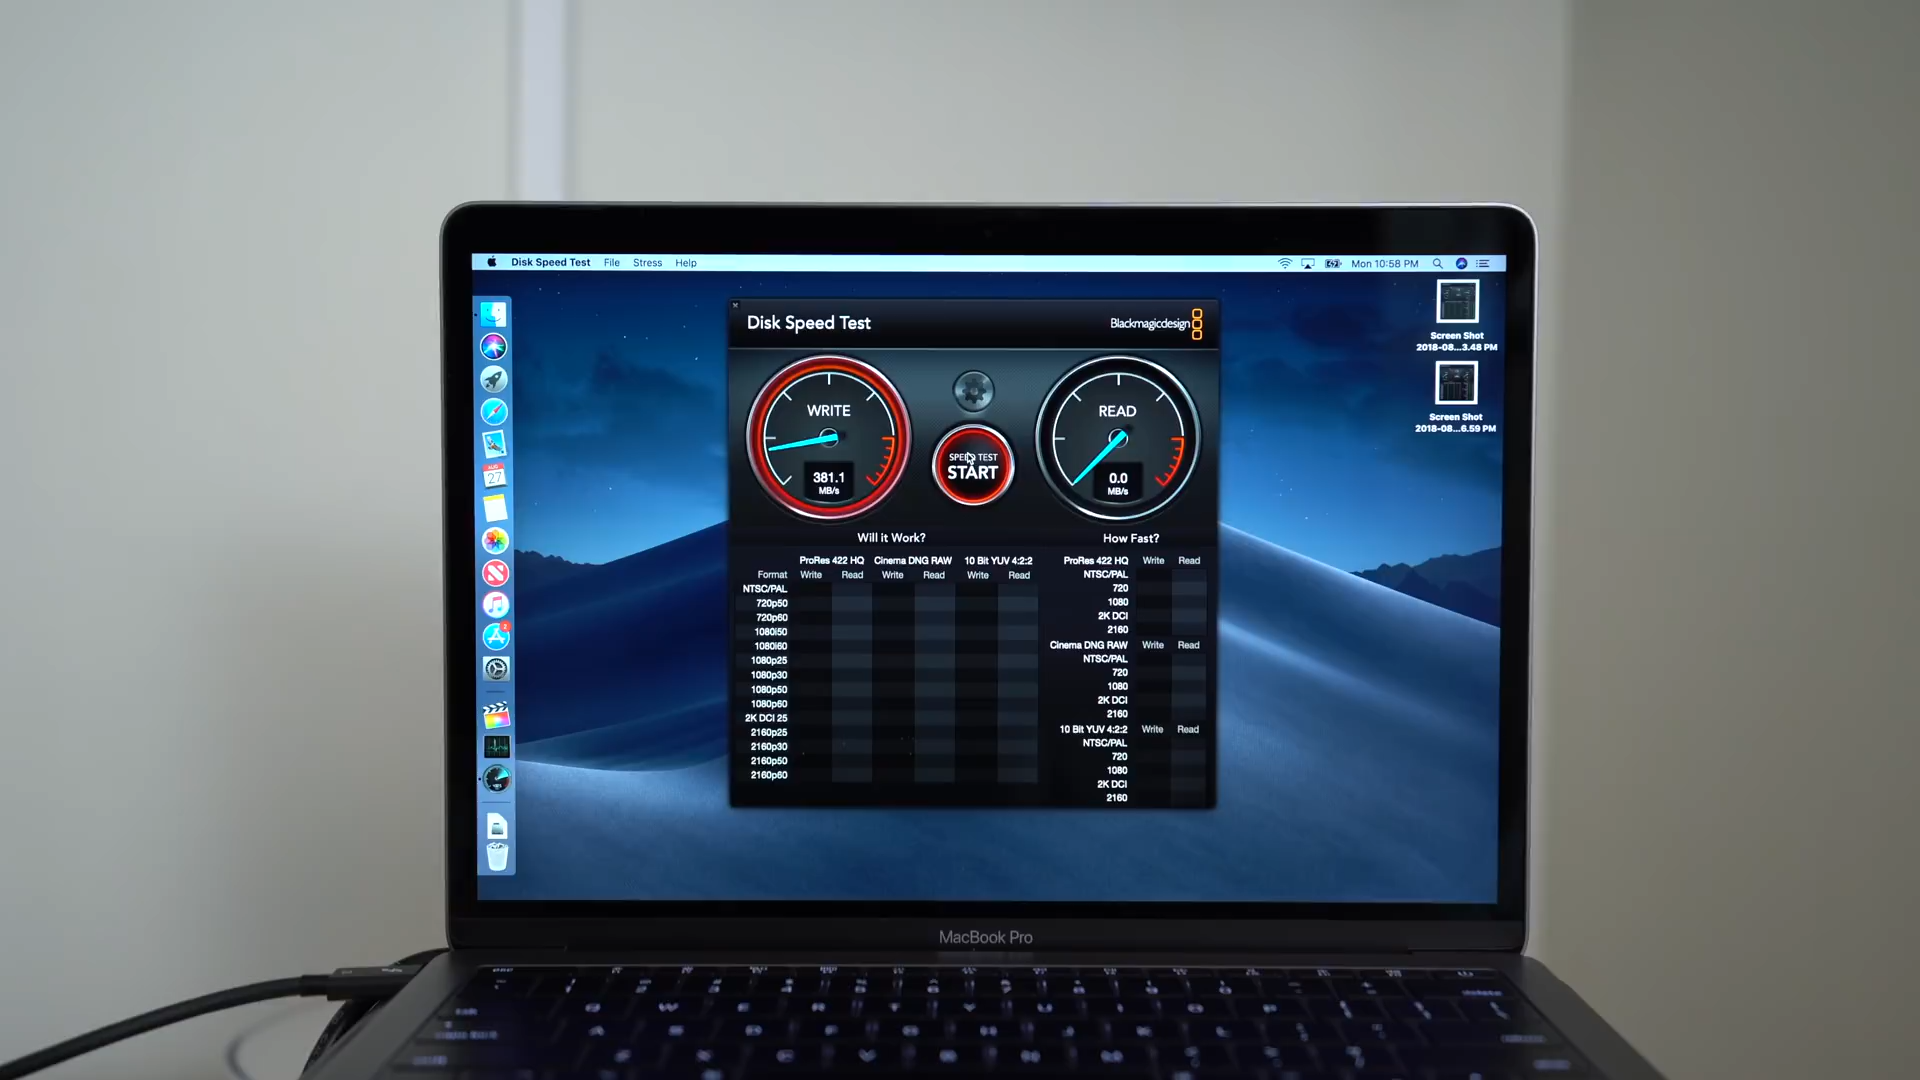 Disk Speed Test File Stress Help Mon 10:58 PM
Disk Speed Test
Blackmagicdesign
WRITE
381.1
MB/s
SPEED TEST
START
READ
0.0
MB/s
Screen Shot
2018-08...3.48 PM
Screen Shot
2018-08...6.59 PM
AUG
27
2
Will it Work?
ProRes 422 HQ Cinema DNG RAW 10 Bit YUV 4:2:2
Format Write Read Write Read Write Read
NTSC/PAL
720p50
720p60
1080i50
1080i60
1080p25
1080p30
1080p50
1080p60
2K DCI 25
2160p25
2160p30
2160p50
2160p60
How Fast?
ProRes 422 HQ Write Read
NTSC/PAL
720
1080
2K DCI
2160
Cinema DNG RAW Write Read
NTSC/PAL
720
1080
2K DCI
2160
10 Bit YUV 4:2:2 Write Read
NTSC/PAL
720
1080
2K DCI
2160
MacBook Pro